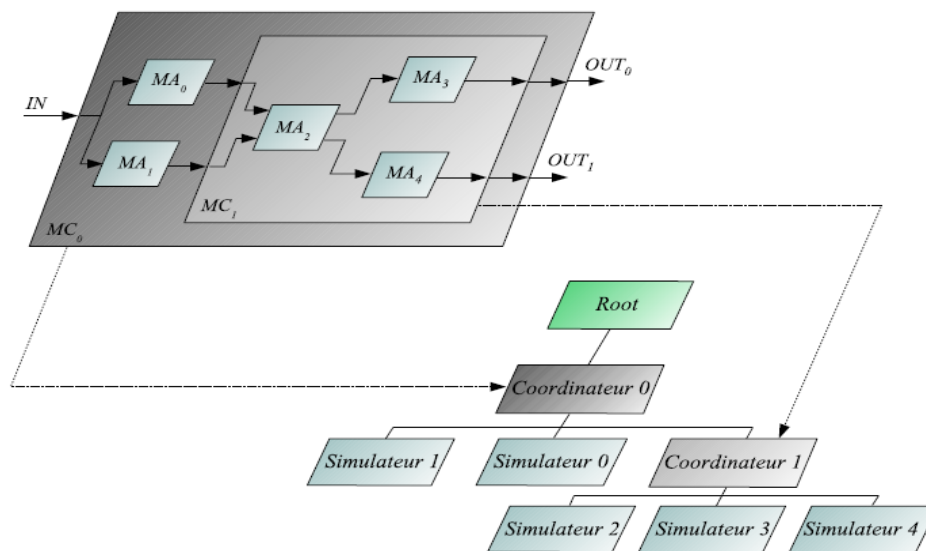 OUT₀
MA₃
MA₀
IN
MA₂
OUT₁
MA₁
MA₄
MC₁
MC₀
Root
Coordinateur 0
Simulateur 1
Simulateur 0
Coordinateur 1
Simulateur 2
Simulateur 3
Simulateur 4